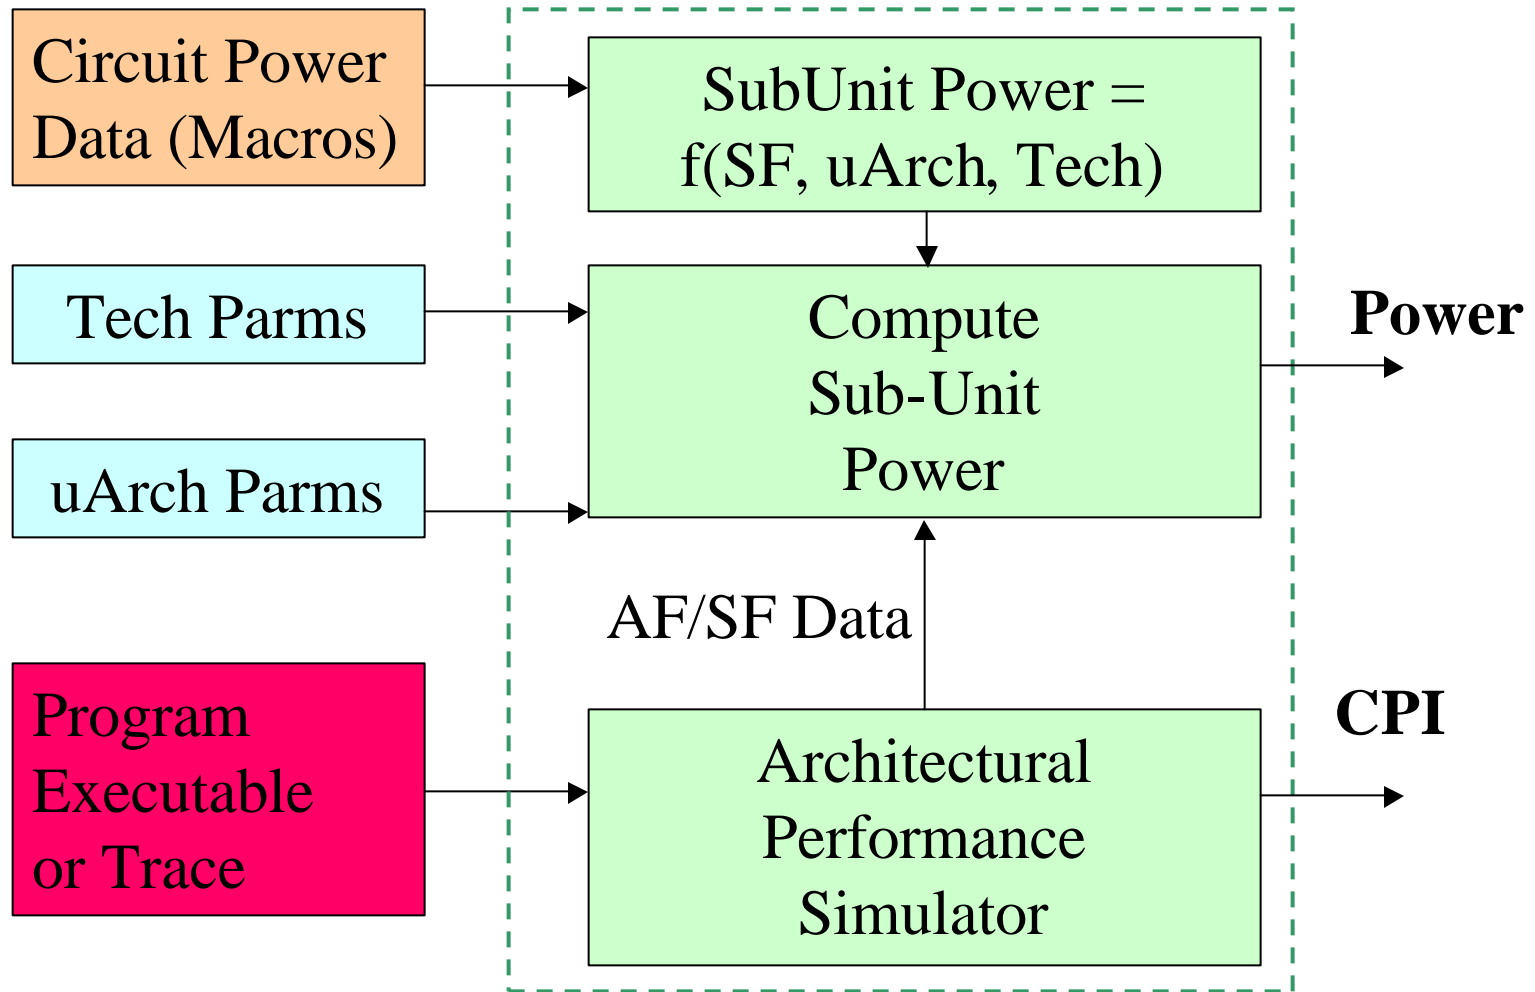 Circuit Power
Data (Macros)
SubUnit Power =
f(SF, uArch, Tech)
Tech Parms
Compute
Sub-Unit
Power
Power
uArch Parms
AF/SF Data
Program
Executable
or Trace
Architectural
Performance
Simulator
CPI